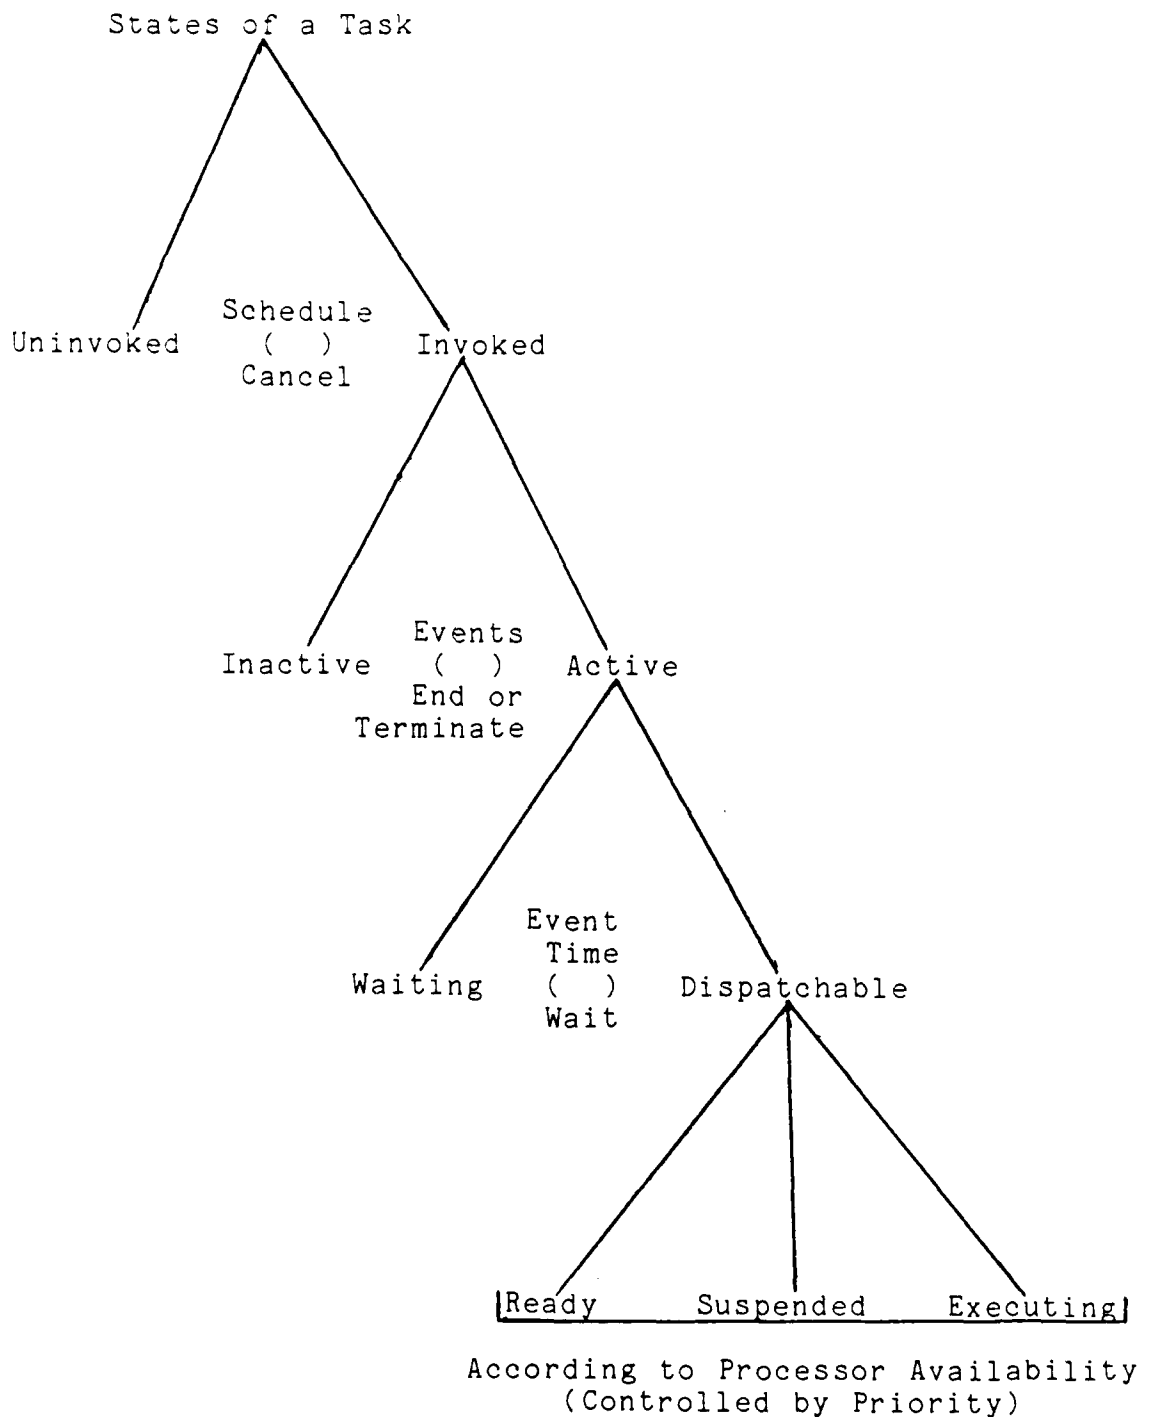 States of a Task
Schedule
Uninvoked ( ) Invoked
Cancel
Events
Inactive ( ) Active
End or
Terminate
Event
Time
Waiting ( ) Dispatchable
Wait
Ready Suspended Executing
According to Processor Availability
(Controlled by Priority)